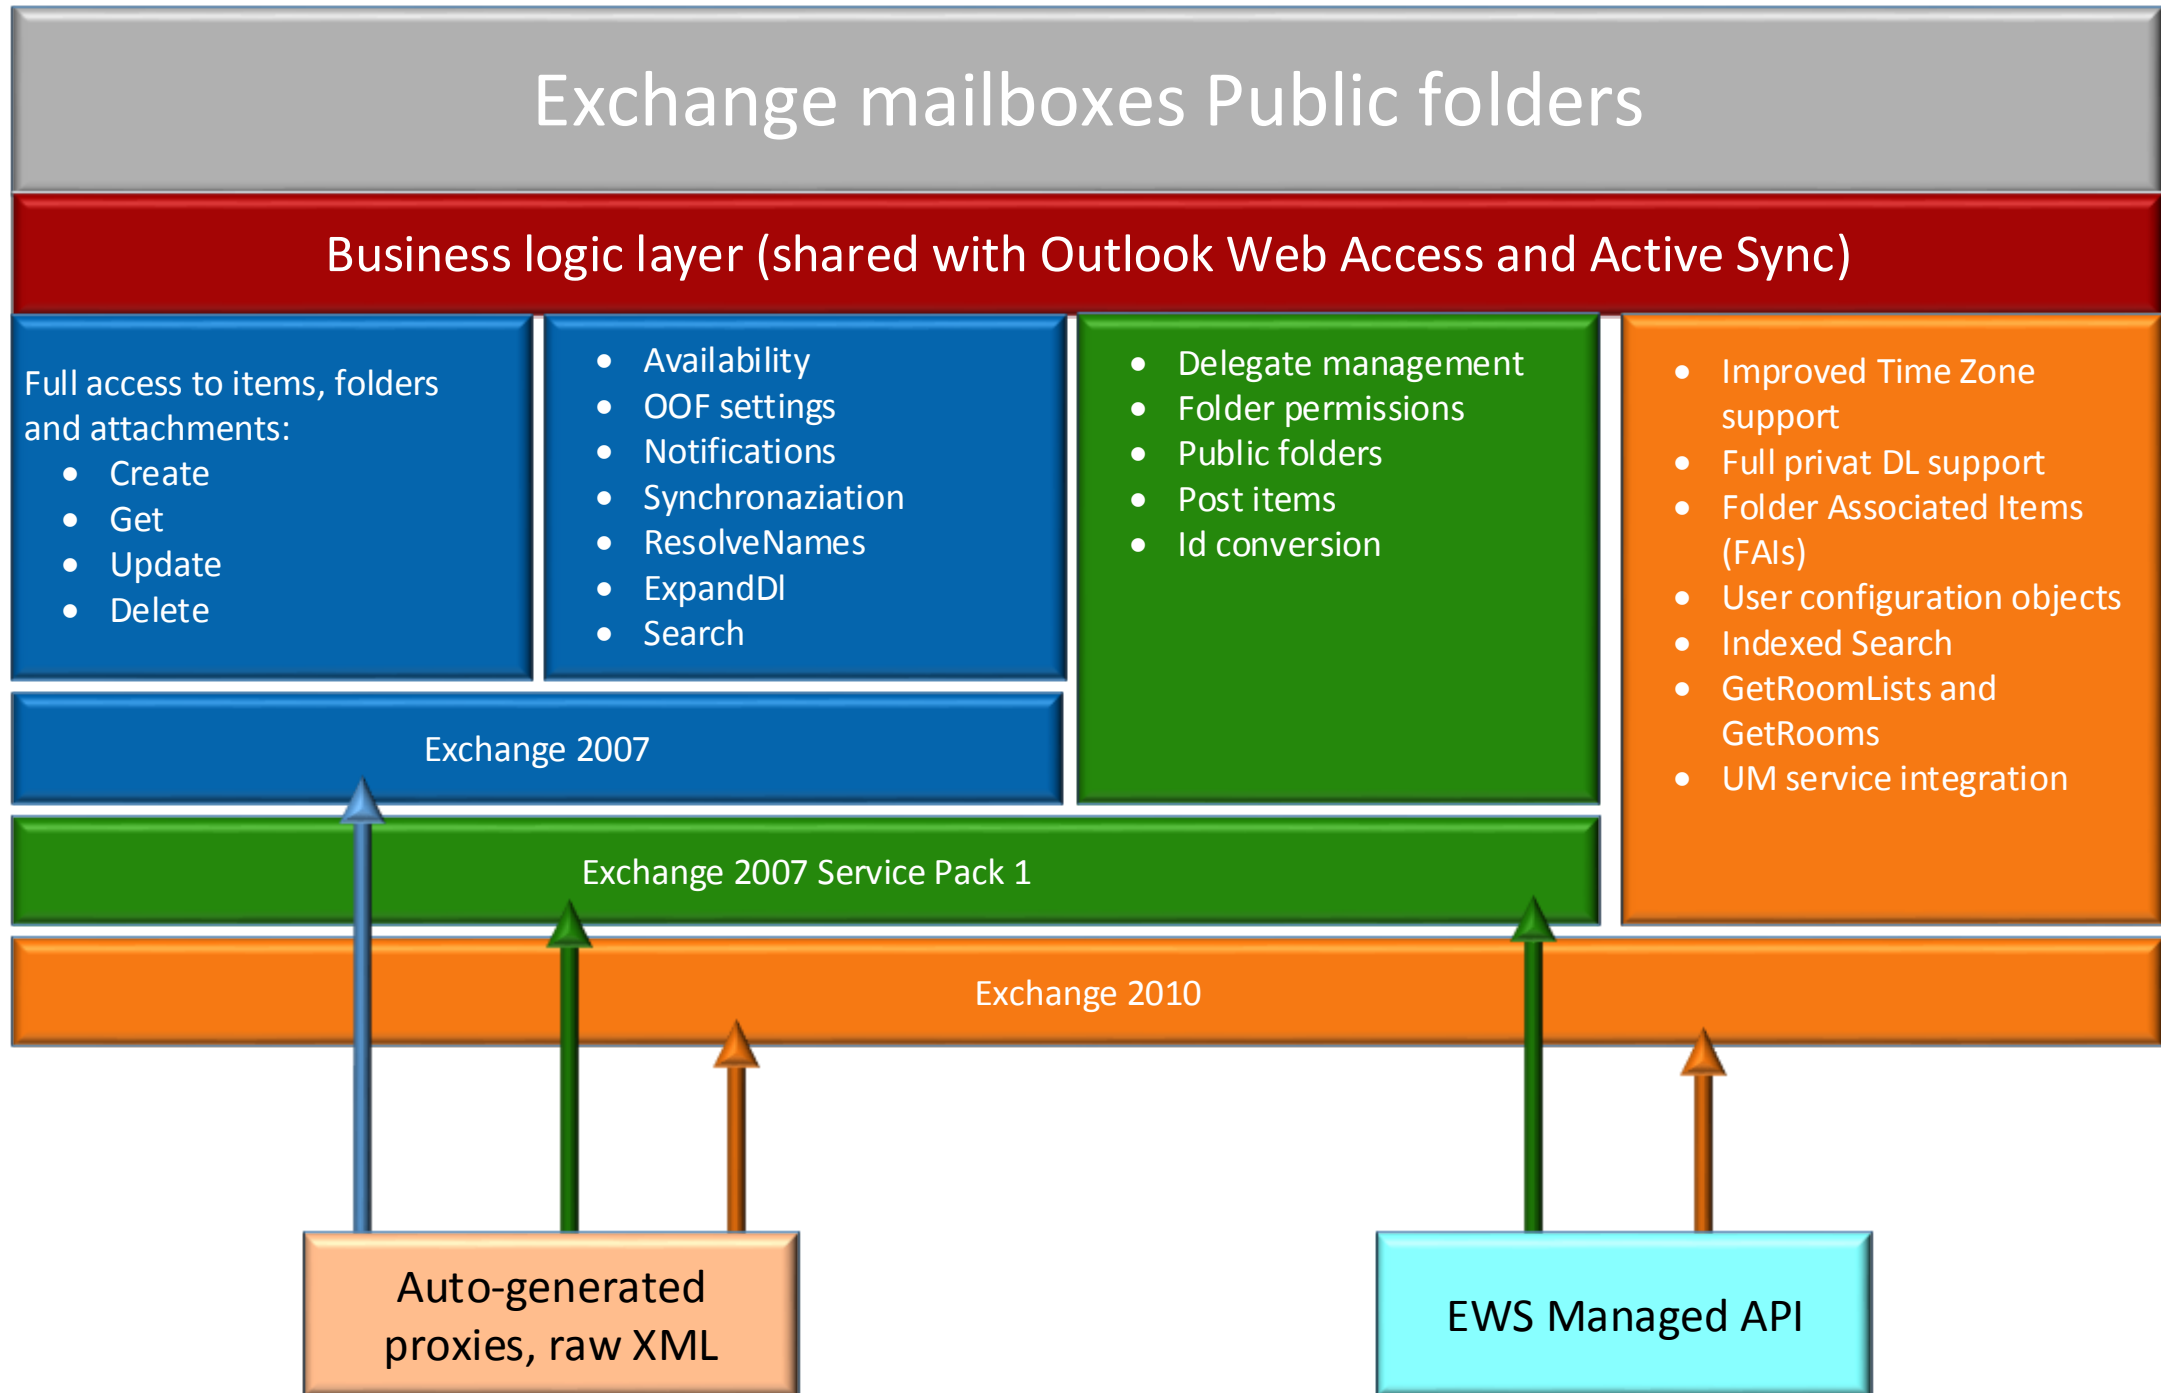 Exchange mailboxes Public folders
Business logic layer (shared with Outlook Web Access and Active Sync)
Full access to items, folders
and attachments:
• Create
• Get
• Update
• Delete
• Availability
• OOF settings
• Notifications
• Synchronaziation
• ResolveNames
• ExpandDl
• Search
• Delegate management
• Folder permissions
• Public folders
• Post items
• Id conversion
• Improved Time Zone
support
• Full privat DL support
• Folder Associated Items
(FAIs)
• User configuration objects
• Indexed Search
• GetRoomLists and
GetRooms
• UM service integration
Exchange 2007
Exchange 2007 Service Pack 1
Exchange 2010
Auto-generated
proxies, raw XML
EWS Managed API